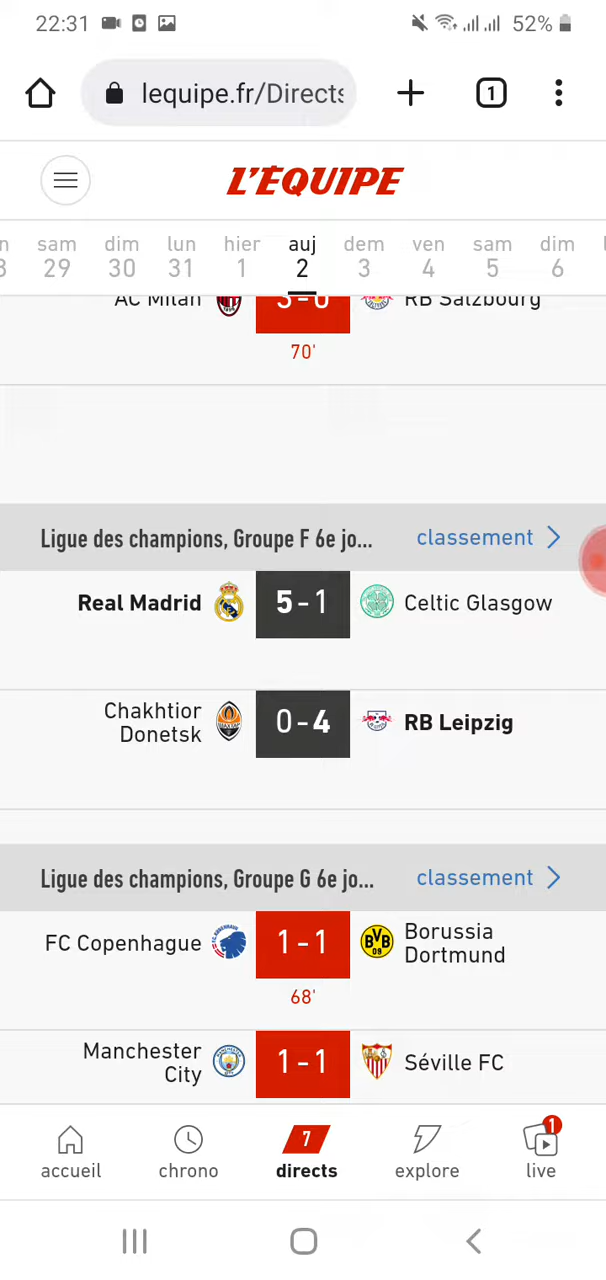 22:31 52%
lequipe.fr/Directs 1
L'ÉQUIPE
sam dim lun hier auj dem ven sam dim
29 30 31 1 2 3 4 5 6
AC Milan 3-0 RB Salzbourg
70'
Ligue des champions, Groupe F 6e jo... classement
Real Madrid 5-1 Celtic Glasgow
Chakhtior
Donetsk 0-4 RB Leipzig
Ligue des champions, Groupe G 6e jo... classement
FC Copenhague 1-1 Borussia
Dortmund
68'
Manchester
City 1-1 Séville FC
7 1
accueil chrono directs explore live